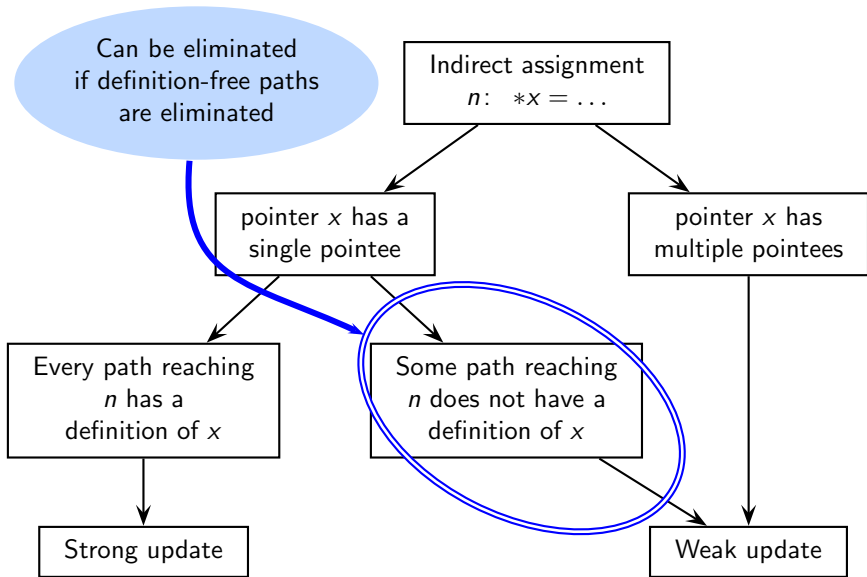 Can be eliminated
if definition-free paths
are eliminated
Indirect assignment
n: *x = ...
pointer x has a
single pointee
pointer x has
multiple pointees
Every path reaching
n has a
definition of x
Some path reaching
n does not have a
definition of x
Strong update
Weak update